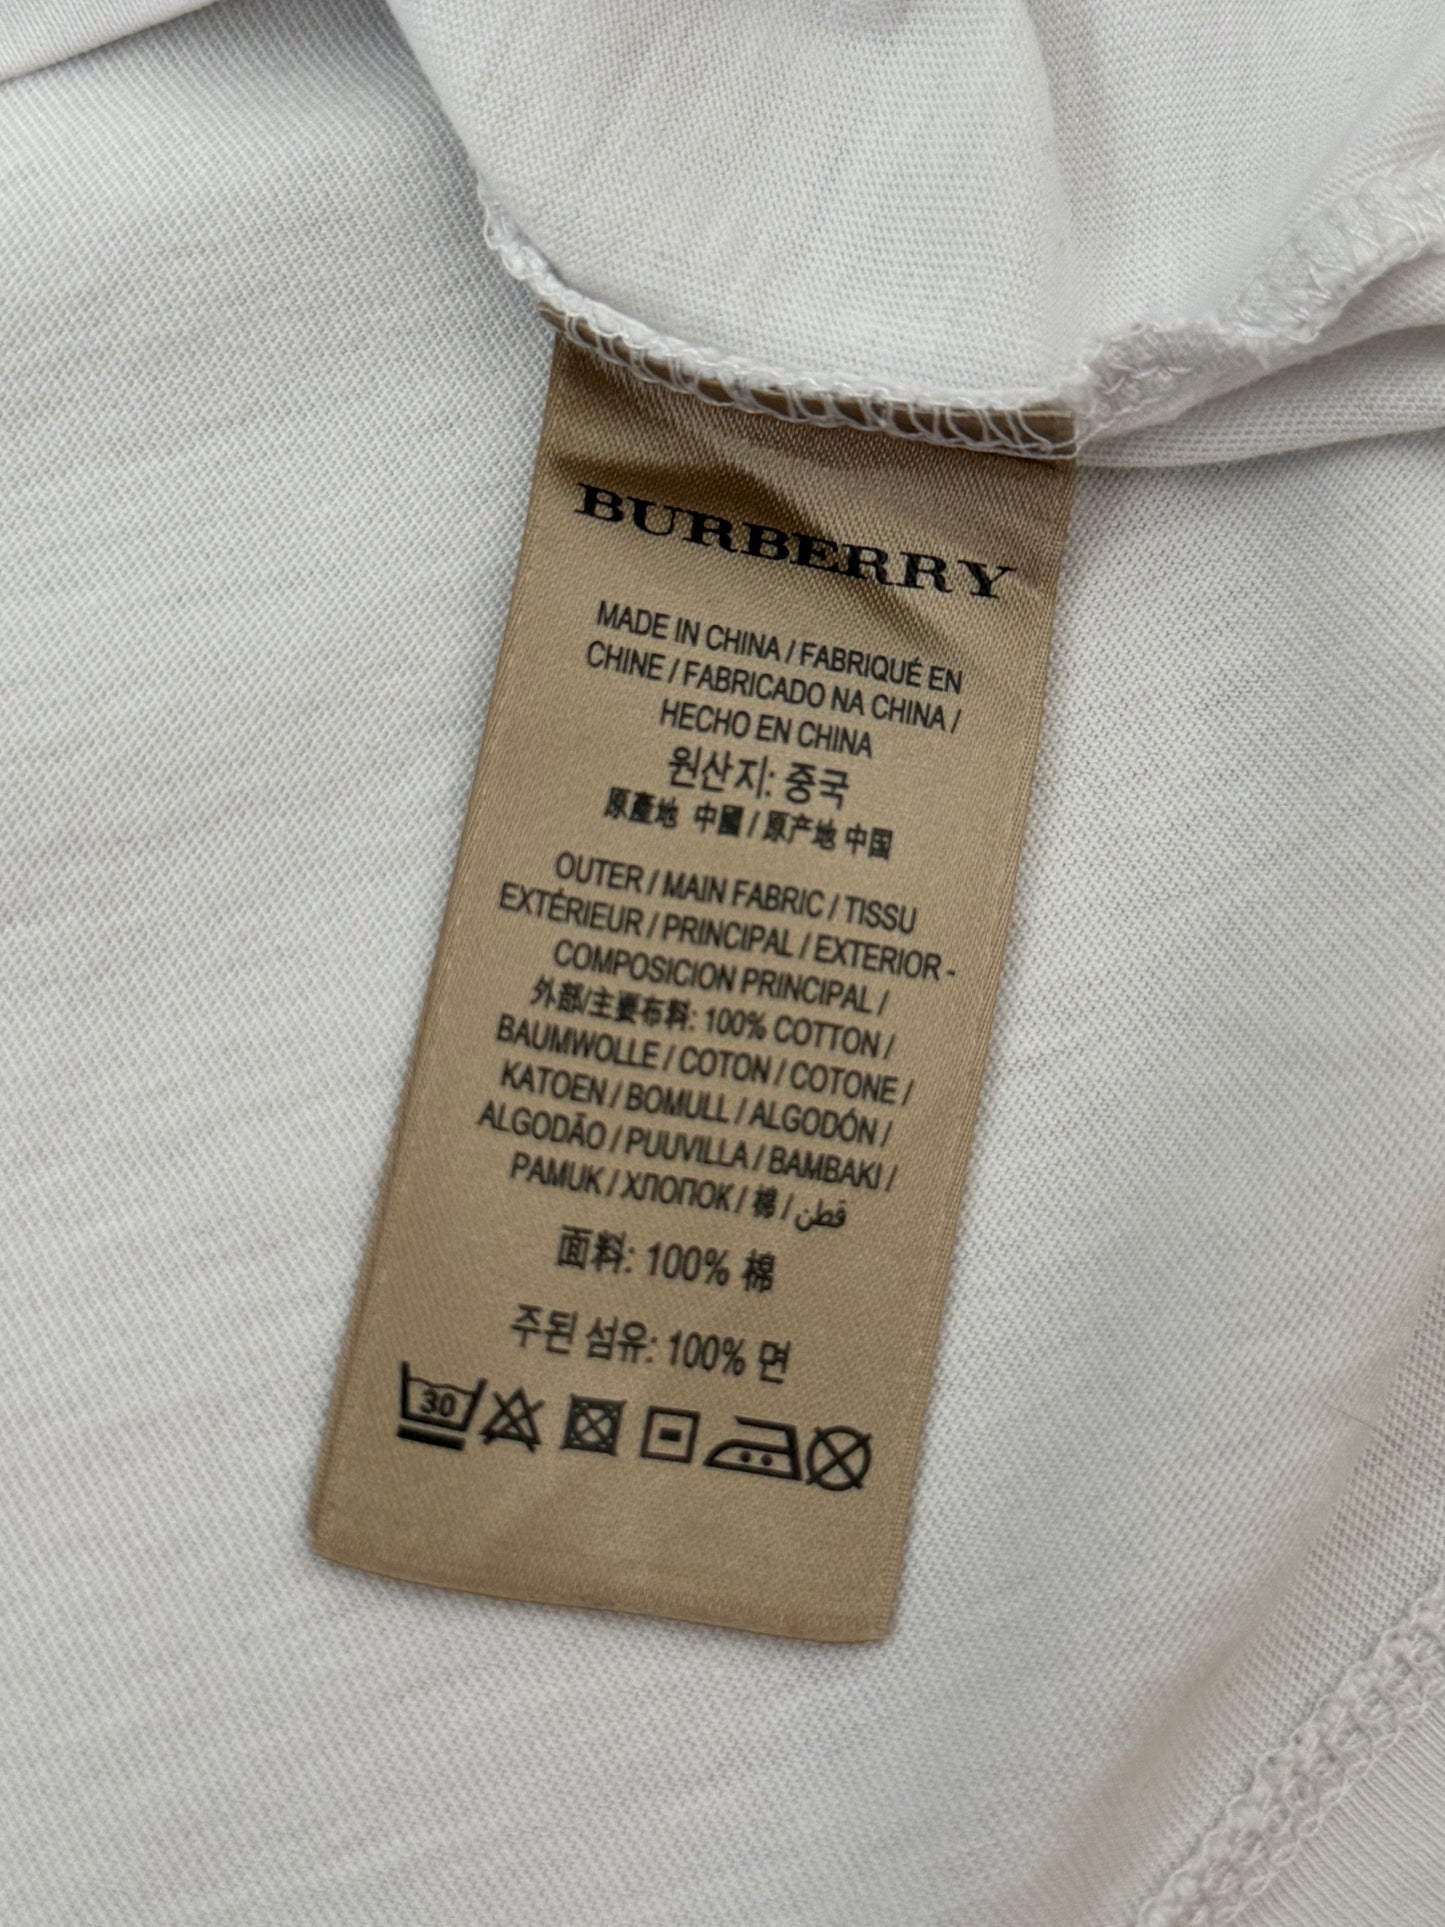 BURBERRY
MADE IN CHINA / FABRIQUÉ EN
CHINE / FABRICADO NA CHINA /
HECHO EN CHINA
원산지: 중국
原產地 中國 / 原产地 中国
OUTER / MAIN FABRIC / TISSU
EXTÉRIEUR / PRINCIPAL / EXTERIOR -
COMPOSICION PRINCIPAL /
外部/主要布料: 100% COTTON /
BAUMWOLLE / COTON / COTONE /
KATOEN / BOMULL / ALGODÓN /
ALGODÃO / PUUVILLA / BAMBAKI /
PAMUK / ХЛОПОК / 棉 / قطن
面料: 100% 棉
주된 섬유: 100% 면
30